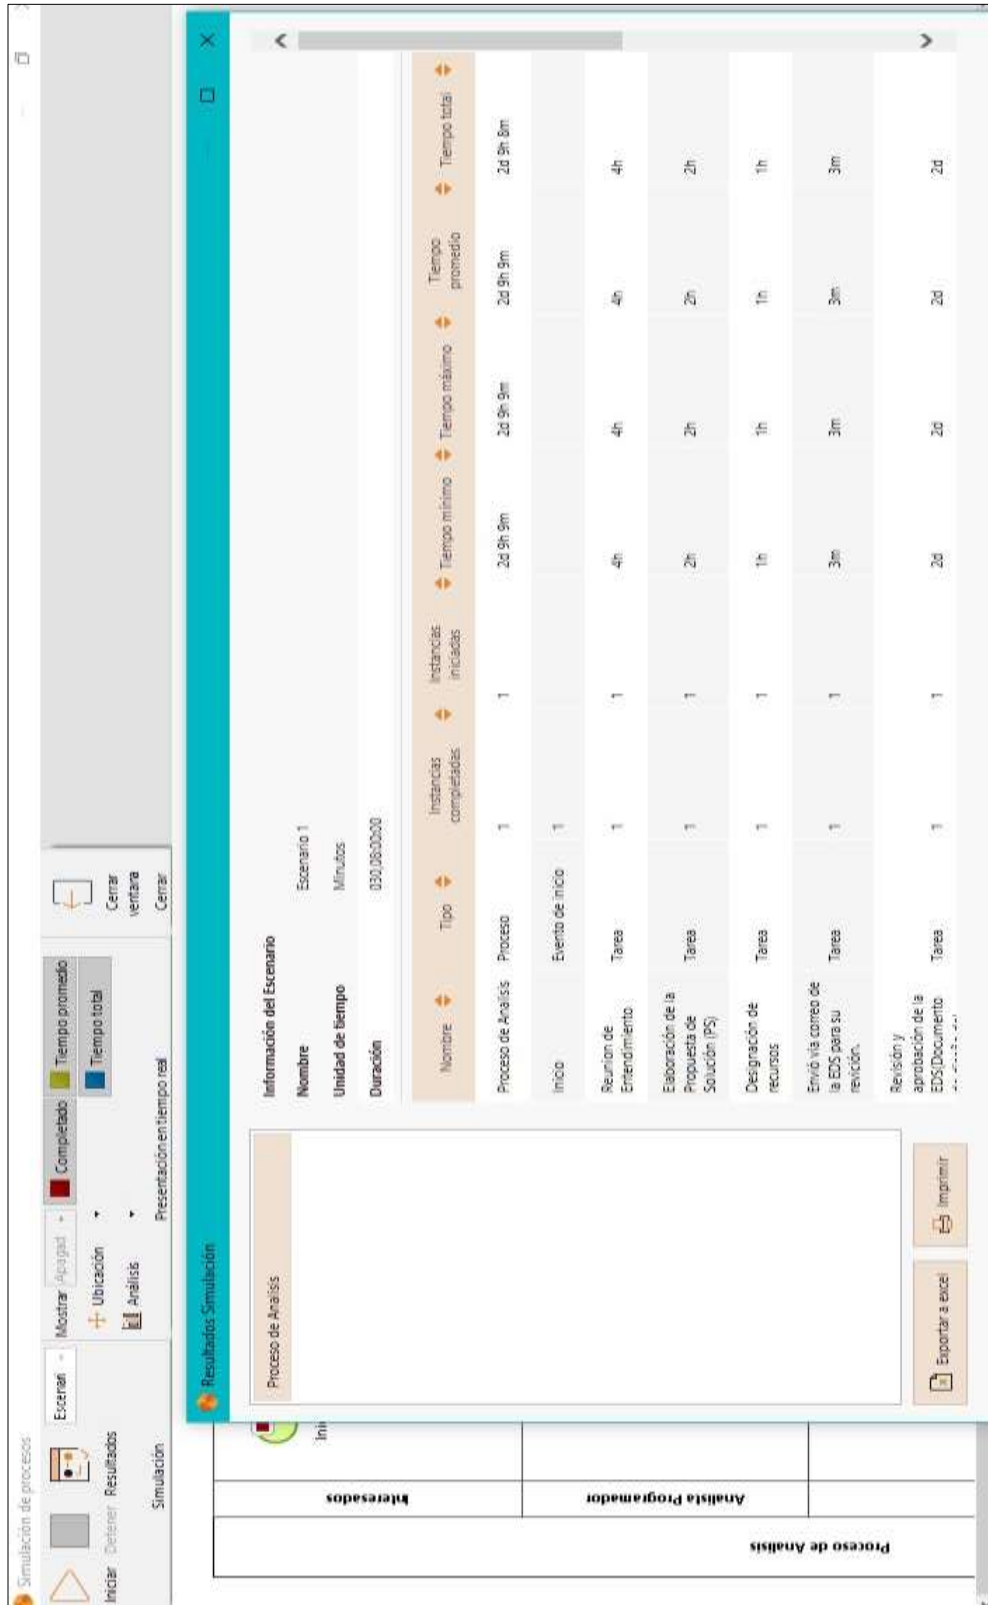 Simulación de procesos
Iniciar
Detener
Resultados
Escenari
Simulación
Mostrar Apagad
Ubicación
Análisis
Completado
Tiempo promedio
Tiempo total
Presentación en tiempo real
Cerrar
ventana
Cerrar
Resultados Simulación
Proceso de Analisis
Exportar a excel
Imprimir
Información del Escenario
Nombre Escenario 1
Unidad de tiempo Minutos
Duración 030,08:00:00
Nombre Tipo Instancias completadas Instancias iniciadas Tiempo mínimo Tiempo máximo Tiempo promedio Tiempo total
Proceso de Analisis Proceso 1 1 2d 9h 9m 2d 9h 9m 2d 9h 9m 2d 9h 8m
Inicio Evento de inicio 1
Reunion de
Entendimiento Tarea 1 1 4h 4h 4h 4h
Elaboración de la
Propuesta de
Solución (PS) Tarea 1 1 2h 2h 2h 2h
Designación de
recursos Tarea 1 1 1h 1h 1h 1h
Envió via correo de
la EDS para su
revición. Tarea 1 1 3m 3m 3m 3m
Revisión y
aprobación de la
EDS(Documento Tarea 1 1 2d 2d 2d 2d
Ini
Interesados
Analista Programador
Proceso de Analisis